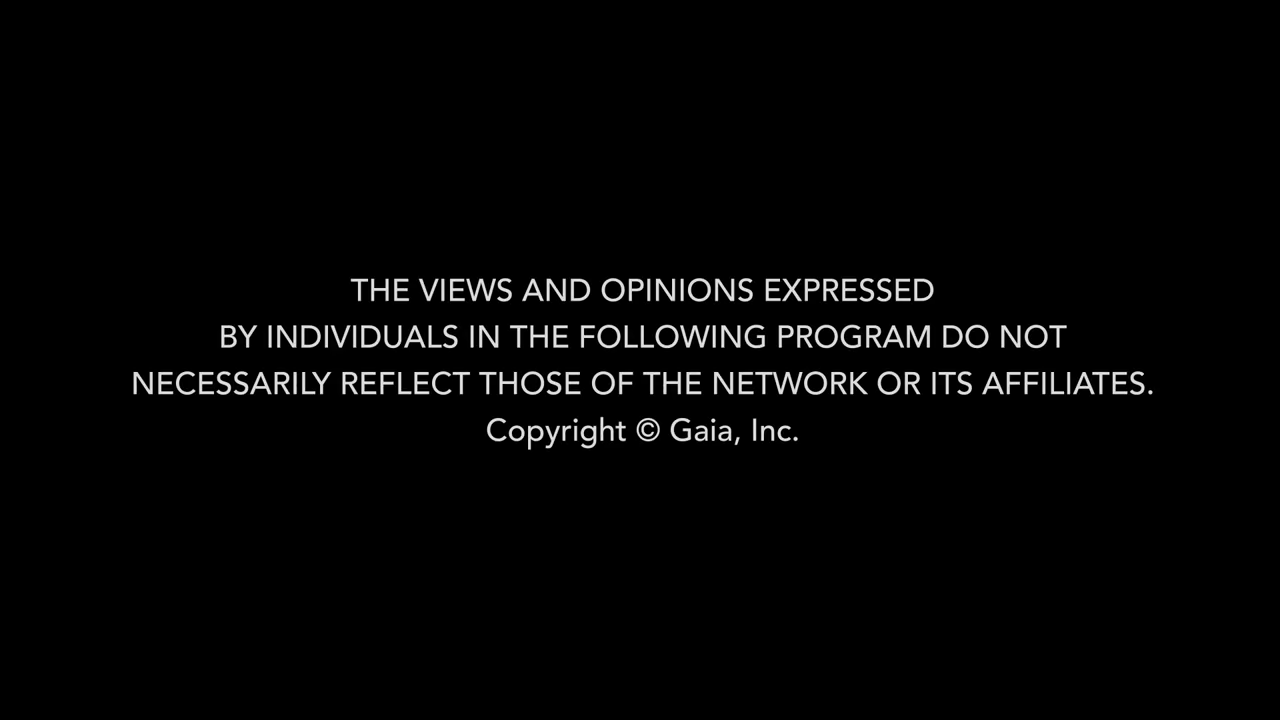 THE VIEWS AND OPINIONS EXPRESSED
BY INDIVIDUALS IN THE FOLLOWING PROGRAM DO NOT
NECESSARILY REFLECT THOSE OF THE NETWORK OR ITS AFFILIATES.
Copyright © Gaia, Inc.